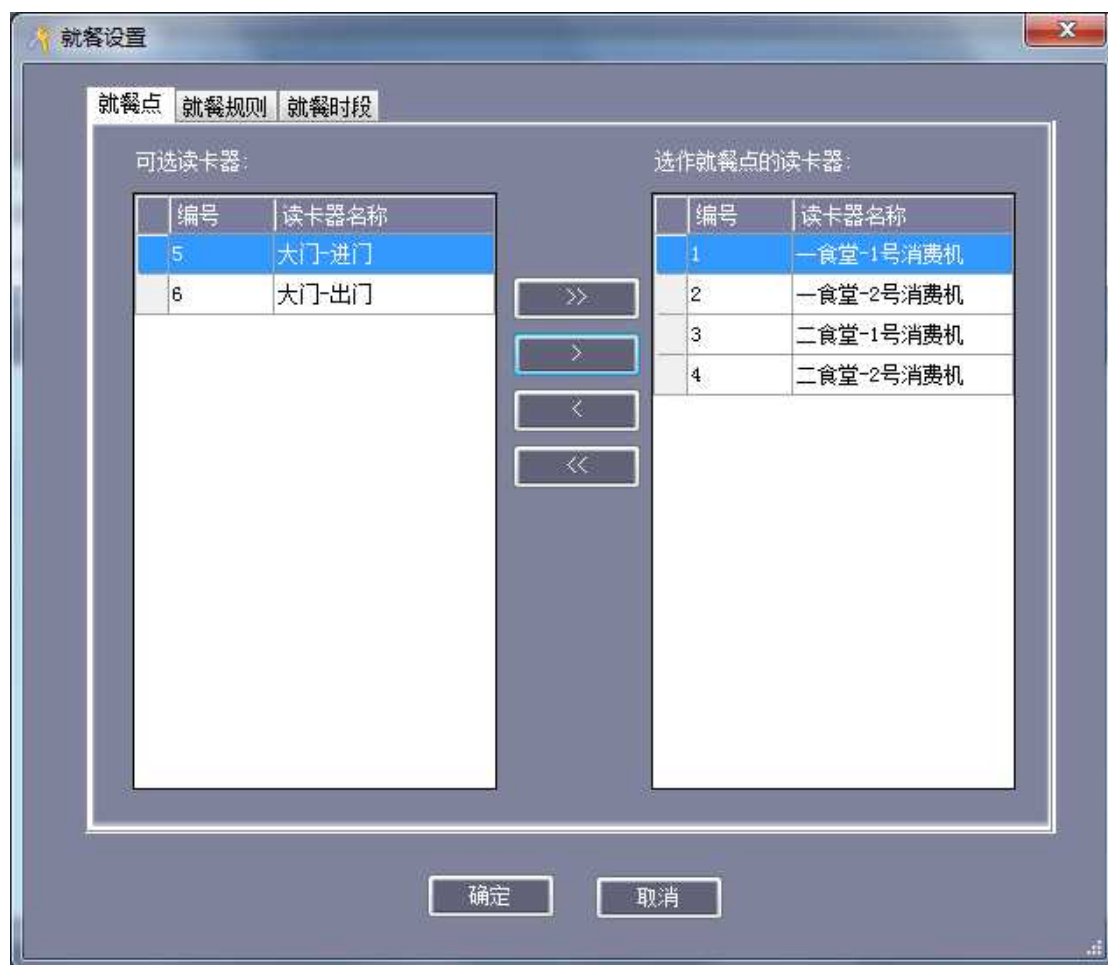 就餐设置
就餐点 就餐规则 就餐时段
可选读卡器: 选作就餐点的读卡器:
编号 读卡器名称 编号 读卡器名称
5 大门-进门 1 一食堂-1号消费机
6 大门-出门 >> 2 一食堂-2号消费机
> 3 二食堂-1号消费机
4 二食堂-2号消费机
<
<<
确定 取消